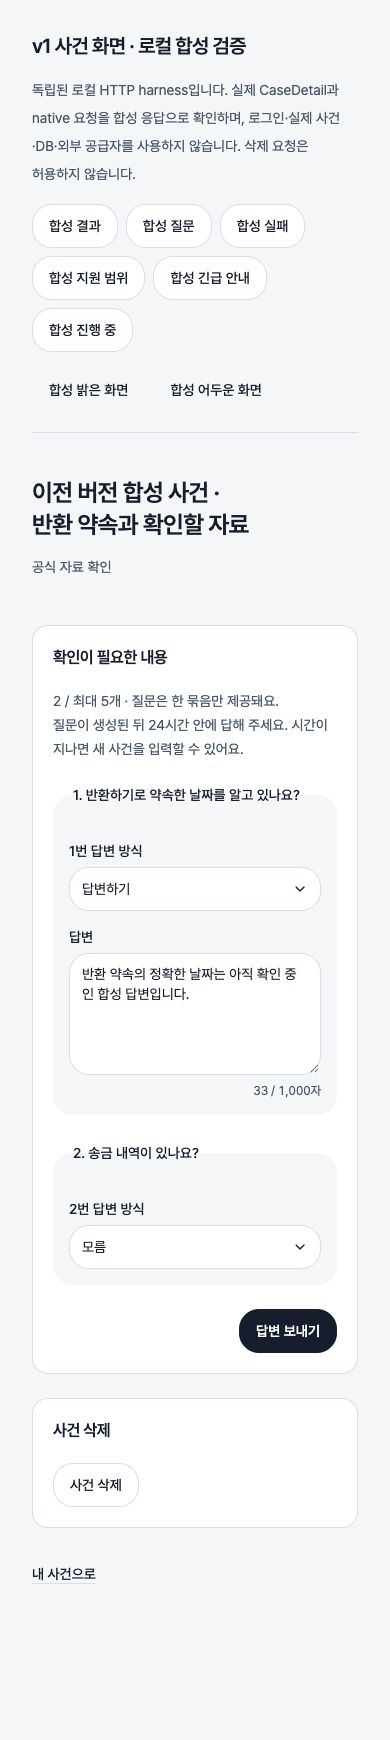 v1 사건 화면 · 로컬 합성 검증
독립된 로컬 HTTP harness입니다. 실제 CaseDetail과
native 요청을 합성 응답으로 확인하며, 로그인·실제 사건
·DB·외부 공급자를 사용하지 않습니다. 삭제 요청은
허용하지 않습니다.
합성 결과
합성 질문
합성 실패
합성 지원 범위
합성 긴급 안내
합성 진행 중
합성 밝은 화면
합성 어두운 화면
이전 버전 합성 사건 ·
반환 약속과 확인할 자료
공식 자료 확인
확인이 필요한 내용
2 / 최대 5개 · 질문은 한 묶음만 제공돼요.
질문이 생성된 뒤 24시간 안에 답해 주세요. 시간이
지나면 새 사건을 입력할 수 있어요.
1. 반환하기로 약속한 날짜를 알고 있나요?
1번 답변 방식
답변하기
답변
반환 약속의 정확한 날짜는 아직 확인 중
인 합성 답변입니다.
33 / 1,000자
2. 송금 내역이 있나요?
2번 답변 방식
모름
답변 보내기
사건 삭제
사건 삭제
내 사건으로